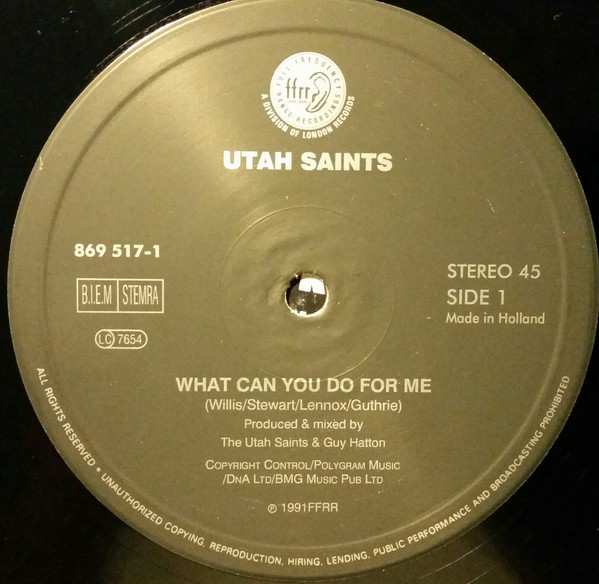 FULL FREQUENCY
RANGE RECORDINGS
ffrr
A DIVISION OF LONDON RECORDS
UTAH SAINTS
869 517-1
B.I.E.M STEMRA
LC 7654
STEREO 45
SIDE 1
Made in Holland
WHAT CAN YOU DO FOR ME
(Willis/Stewart/Lennox/Guthrie)
Produced & mixed by
The Utah Saints & Guy Hatton
COPYRIGHT CONTROL/POLYGRAM MUSIC
/DNA LTD/BMG MUSIC PUB LTD
℗ 1991FFRR
ALL RIGHTS RESERVED • UNAUTHORIZED COPYING, REPRODUCTION, HIRING, LENDING, PUBLIC PERFORMANCE AND BROADCASTING PROHIBITED